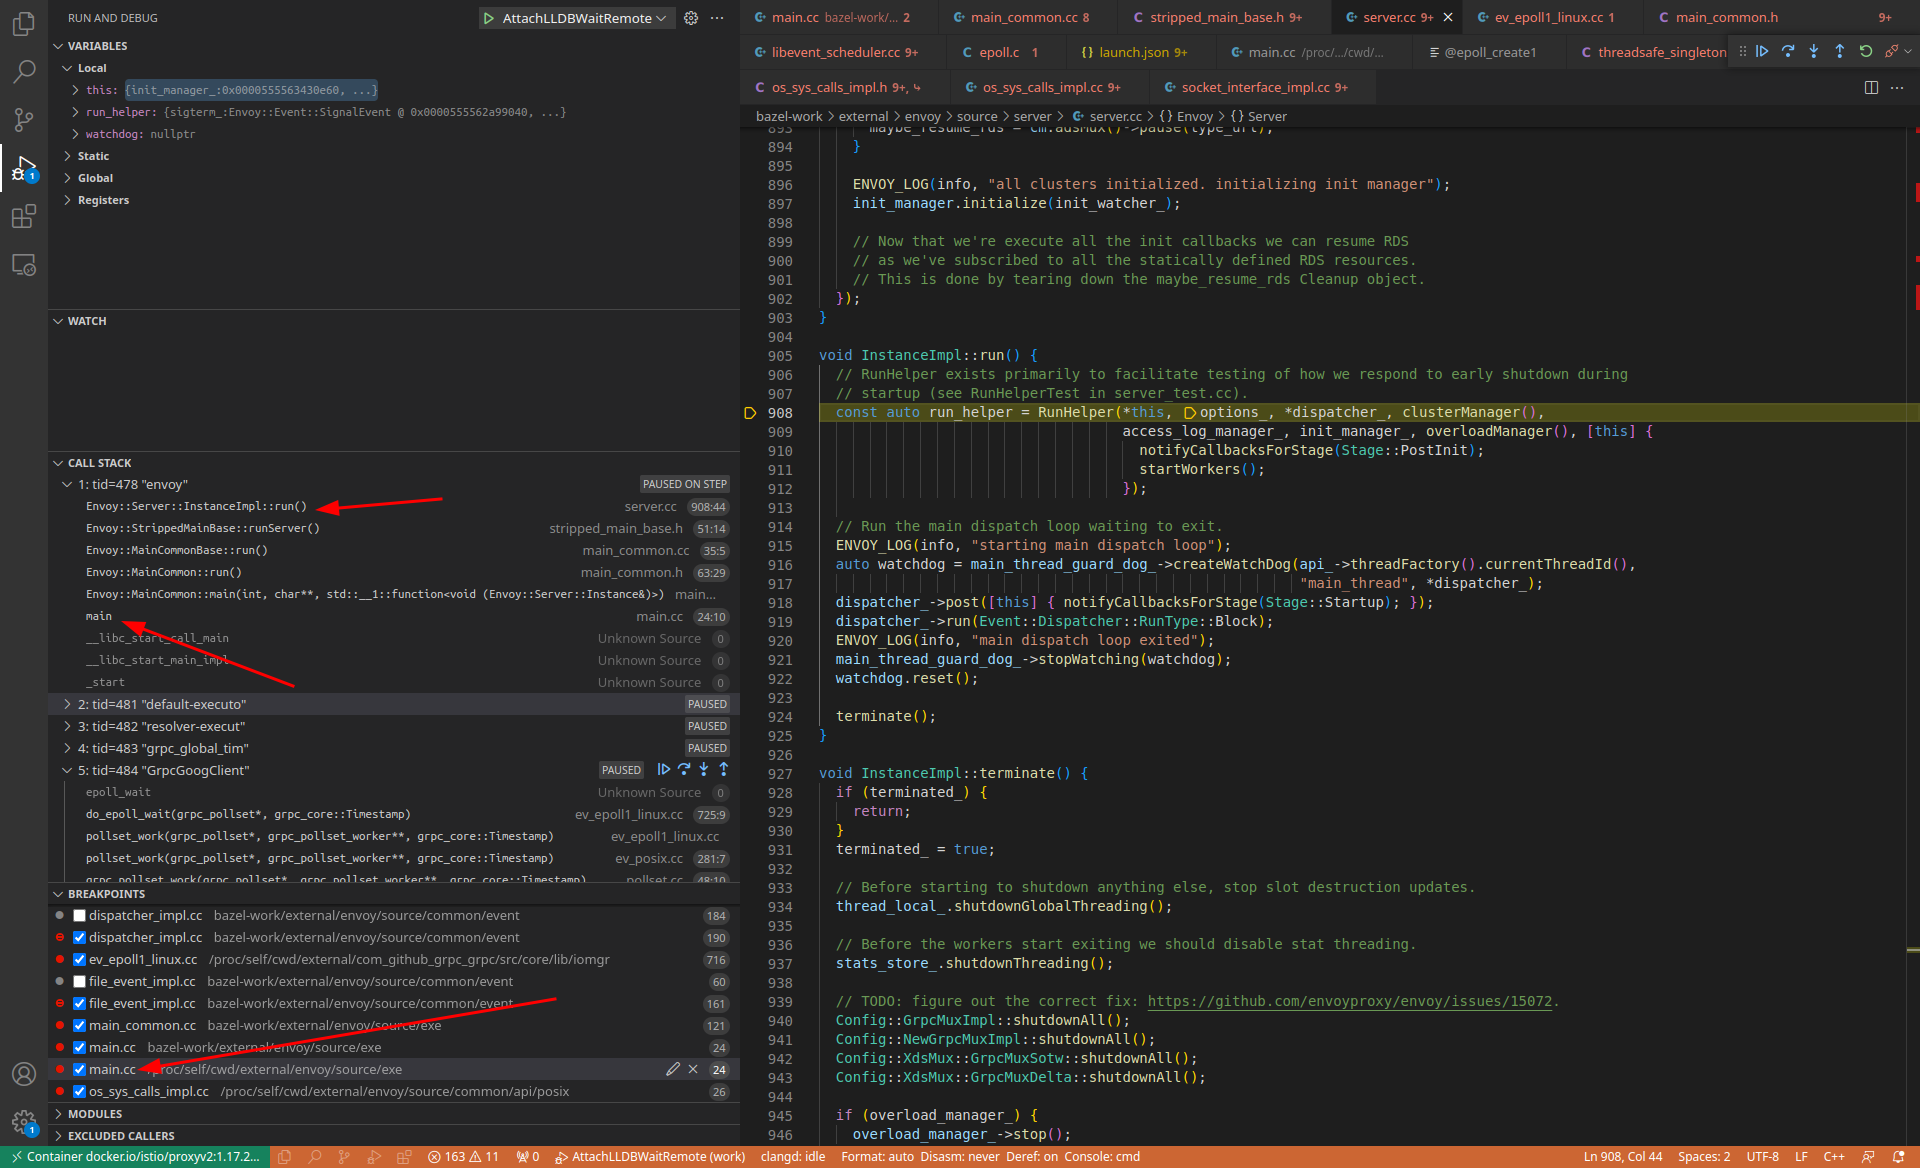 RUN AND DEBUG
AttachLLDBWaitRemote
VARIABLES
Local
this: {init_manager_:0x0000555563430e60, ...}
run_helper: {sigterm_:Envoy::Event::SignalEvent @ 0x0000555562a99040, ...}
watchdog: nullptr
Static
Global
Registers
WATCH
CALL STACK
1: tid=478 "envoy" PAUSED ON STEP
Envoy::Server::InstanceImpl::run() server.cc 908:44
Envoy::StrippedMainBase::runServer() stripped_main_base.h 51:14
Envoy::MainCommonBase::run() main_common.cc 35:5
Envoy::MainCommon::run() main_common.h 63:29
Envoy::MainCommon::main(int, char**, std::__1::function<void (Envoy::Server::Instance&)>) main...
main main.cc 24:10
__libc_start_call_main Unknown Source 0
__libc_start_main_impl Unknown Source 0
_start Unknown Source 0
2: tid=481 "default-executo" PAUSED
3: tid=482 "resolver-execut" PAUSED
4: tid=483 "grpc_global_tim" PAUSED
5: tid=484 "GrpcGoogClient" PAUSED
epoll_wait Unknown Source 0
do_epoll_wait(grpc_pollset*, grpc_core::Timestamp) ev_epoll1_linux.cc 725:9
pollset_work(grpc_pollset*, grpc_pollset_worker**, grpc_core::Timestamp) ev_epoll1_linux.cc
pollset_work(grpc_pollset*, grpc_pollset_worker**, grpc_core::Timestamp) ev_posix.cc 281:7
grpc_pollset_work(grpc_pollset*, grpc_pollset_worker**, grpc_core::Timestamp) pollset.cc 48:10
BREAKPOINTS
dispatcher_impl.cc bazel-work/external/envoy/source/common/event 184
dispatcher_impl.cc bazel-work/external/envoy/source/common/event 190
ev_epoll1_linux.cc /proc/self/cwd/external/com_github_grpc_grpc/src/core/lib/iomgr 716
file_event_impl.cc bazel-work/external/envoy/source/common/event 60
file_event_impl.cc bazel-work/external/envoy/source/common/event 161
main_common.cc bazel-work/external/envoy/source/exe 121
main.cc bazel-work/external/envoy/source/exe 24
main.cc /proc/self/cwd/external/envoy/source/exe 24
os_sys_calls_impl.cc /proc/self/cwd/external/envoy/source/common/api/posix 26
MODULES
EXCLUDED CALLERS
main.cc bazel-work/... 2 main_common.cc 8 stripped_main_base.h 9+ server.cc 9+ ev_epoll1_linux.cc 1 main_common.h 9+
libevent_scheduler.cc 9+ epoll.c 1 launch.json 9+ main.cc /proc/.../cwd/... @epoll_create1 threadsafe_singleton
os_sys_calls_impl.h 9+, os_sys_calls_impl.cc 9+ socket_interface_impl.cc 9+
bazel-work > external > envoy > source > server > server.cc > {} Envoy > {} Server
893 maybe_resume_rds = cm.adsMux()->pause(type_url);
894 }
895
896 ENVOY_LOG(info, "all clusters initialized. initializing init manager");
897 init_manager.initialize(init_watcher_);
898
899 // Now that we're execute all the init callbacks we can resume RDS
900 // as we've subscribed to all the statically defined RDS resources.
901 // This is done by tearing down the maybe_resume_rds Cleanup object.
902 });
903 }
904
905 void InstanceImpl::run() {
906 // RunHelper exists primarily to facilitate testing of how we respond to early shutdown during
907 // startup (see RunHelperTest in server_test.cc).
908 const auto run_helper = RunHelper(*this, options_, *dispatcher_, clusterManager(),
909 access_log_manager_, init_manager_, overloadManager(), [this] {
910 notifyCallbacksForStage(Stage::PostInit);
911 startWorkers();
912 });
913
914 // Run the main dispatch loop waiting to exit.
915 ENVOY_LOG(info, "starting main dispatch loop");
916 auto watchdog = main_thread_guard_dog_->createWatchDog(api_->threadFactory().currentThreadId(),
917 "main_thread", *dispatcher_);
918 dispatcher_->post([this] { notifyCallbacksForStage(Stage::Startup); });
919 dispatcher_->run(Event::Dispatcher::RunType::Block);
920 ENVOY_LOG(info, "main dispatch loop exited");
921 main_thread_guard_dog_->stopWatching(watchdog);
922 watchdog.reset();
923
924 terminate();
925 }
926
927 void InstanceImpl::terminate() {
928 if (terminated_) {
929 return;
930 }
931 terminated_ = true;
932
933 // Before starting to shutdown anything else, stop slot destruction updates.
934 thread_local_.shutdownGlobalThreading();
935
936 // Before the workers start exiting we should disable stat threading.
937 stats_store_.shutdownThreading();
938
939 // TODO: figure out the correct fix: https://github.com/envoyproxy/envoy/issues/15072.
940 Config::GrpcMuxImpl::shutdownAll();
941 Config::NewGrpcMuxImpl::shutdownAll();
942 Config::XdsMux::GrpcMuxSotw::shutdownAll();
943 Config::XdsMux::GrpcMuxDelta::shutdownAll();
944
945 if (overload_manager_) {
946 overload_manager_->stop();
1
1
Container docker.io/istio/proxyv2:1.17.2... 163 11 0 AttachLLDBWaitRemote (work) clangd: idle Format: auto Disasm: never Deref: on Console: cmd Ln 908, Col 44 Spaces: 2 UTF-8 LF C++